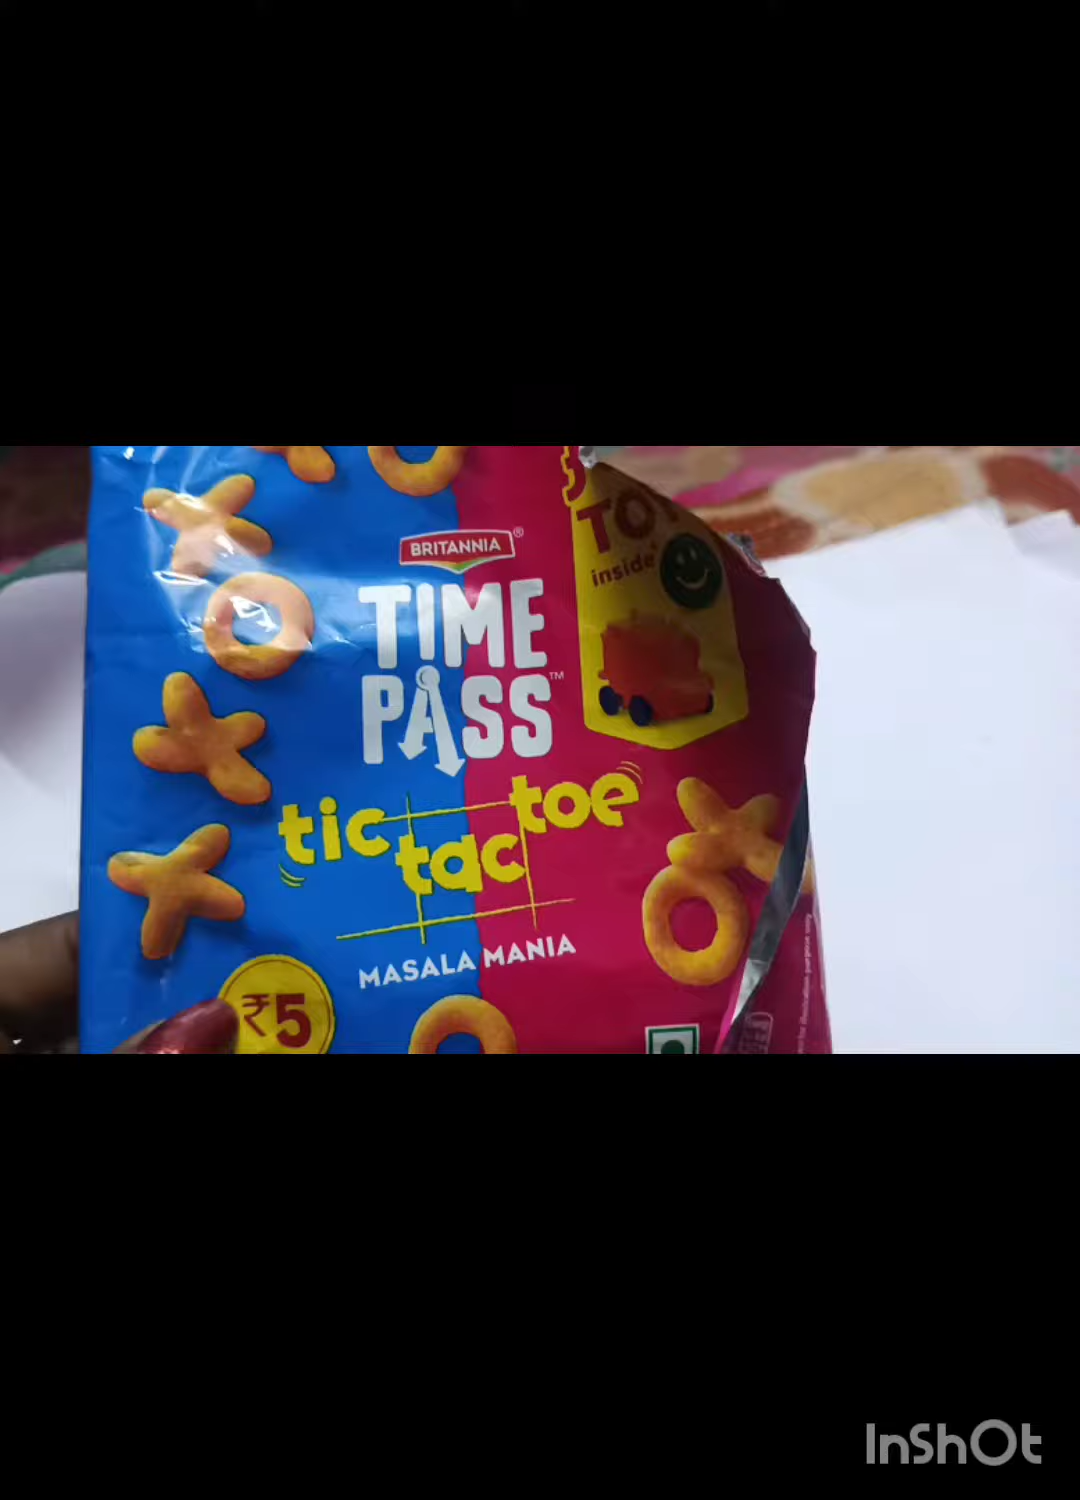 BRITANNIA®
TIME
PASS™
tic tac toe
MASALA MANIA
₹5
inside
InShOt